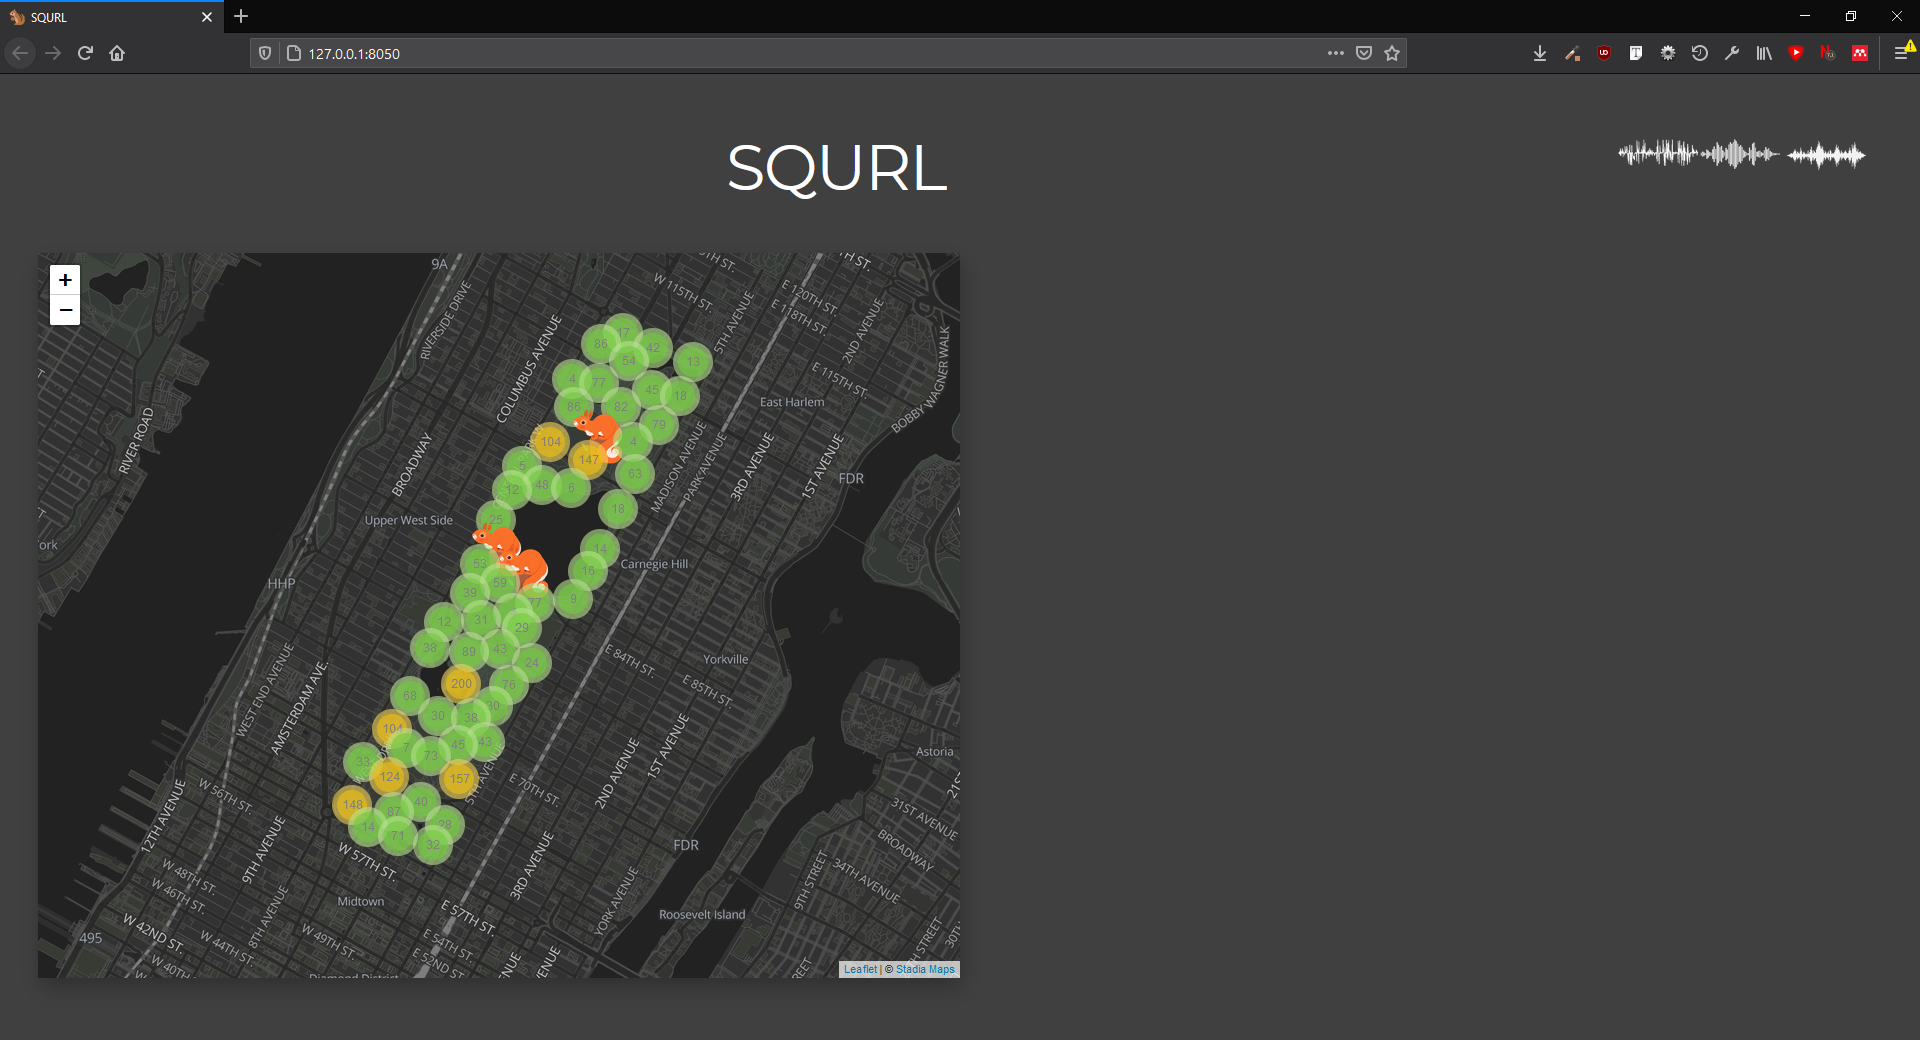 SQURL
127.0.0.1:8050
SQURL
+
−
9A
W 115TH ST.
E 120TH ST.
E 118TH ST.
RIVERSIDE DRIVE
COLUMBUS AVENUE
5TH AVENUE
2ND AVENUE
17
86
42
54
13
4
77
45
18
E 115TH ST.
BOBBY WAGNER WALK
86
82
East Harlem
79
RIVER ROAD
BROADWAY
104
4
147
MADISON AVENUE
PARK AVENUE
3RD AVENUE
1ST AVENUE
5
63
FDR
12
48
6
18
Upper West Side
25
ork
14
53
Carnegie Hill
16
HHP
59
39
9
77
12
31
29
38
89
43
24
E 84TH ST.
Yorkville
WEST END AVENUE
AMSTERDAM AVE.
200
76
E 85TH ST.
68
30
30
38
104
7
73
45
43
33
Astoria
124
157
5TH AVENUE
E 70TH ST.
2ND AVENUE
1ST AVENUE
W 56TH ST.
148
87
40
14
71
28
32
31ST AVENUE
12TH AVENUE
9TH AVENUE
W 57TH ST.
FDR
BROADWAY
34TH AVENUE
9TH STREET
W 48TH ST.
W 46TH ST.
3RD AVENUE
Midtown
YORK AVENUE
Roosevelt Island
W 42ND ST.
8TH AVENUE
E 57TH ST.
495
W 44TH ST.
W 49TH ST.
E 54TH ST.
E 52ND ST.
W 40TH
Diamond District
Leaflet | © Stadia Maps